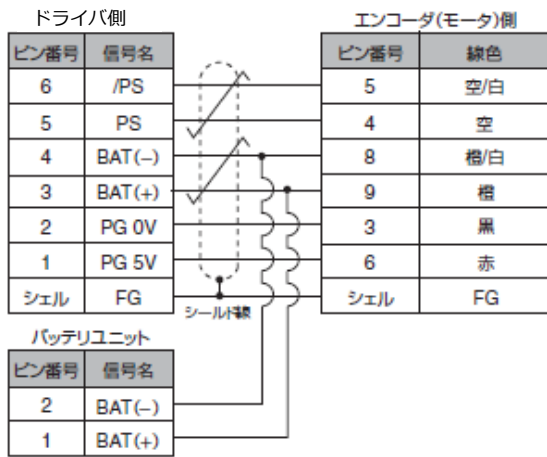 ドライバ側 エンコーダ(モータ)側
ピン番号 信号名 ピン番号 線色
6 /PS 5 空/白
5 PS 4 空
4 BAT(−) 8 橙/白
3 BAT(+) 9 橙
2 PG 0V 3 黒
1 PG 5V 6 赤
シェル FG シェル FG
シールド線
バッテリユニット
ピン番号 信号名
2 BAT(−)
1 BAT(+)